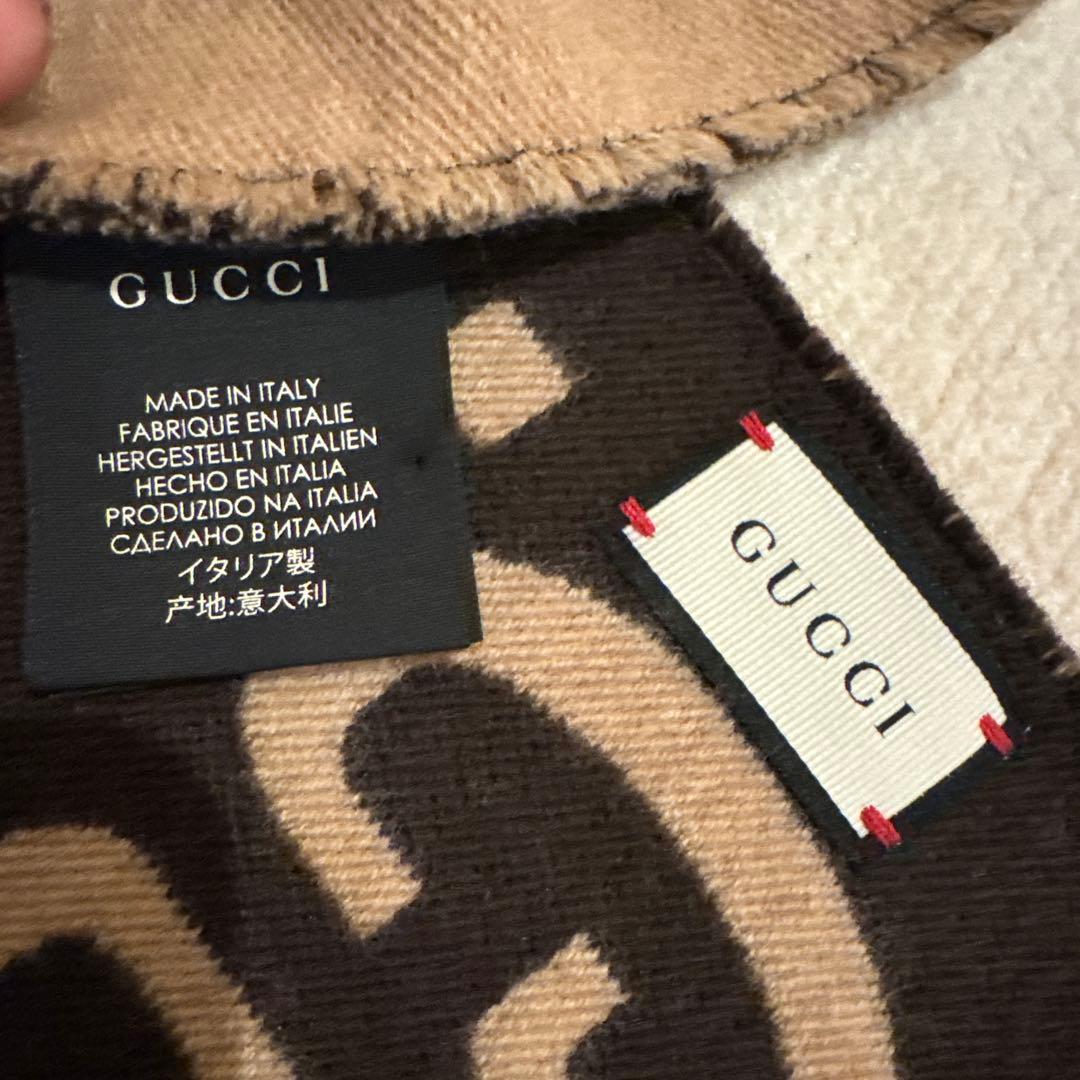 GUCCI
MADE IN ITALY
FABRIQUE EN ITALIE
HERGESTELLT IN ITALIEN
HECHO EN ITALIA
PRODUZIDO NA ITALIA
СДЕЛАНО В ИТАЛИИ
イタリア製
产地:意大利
GUCCI